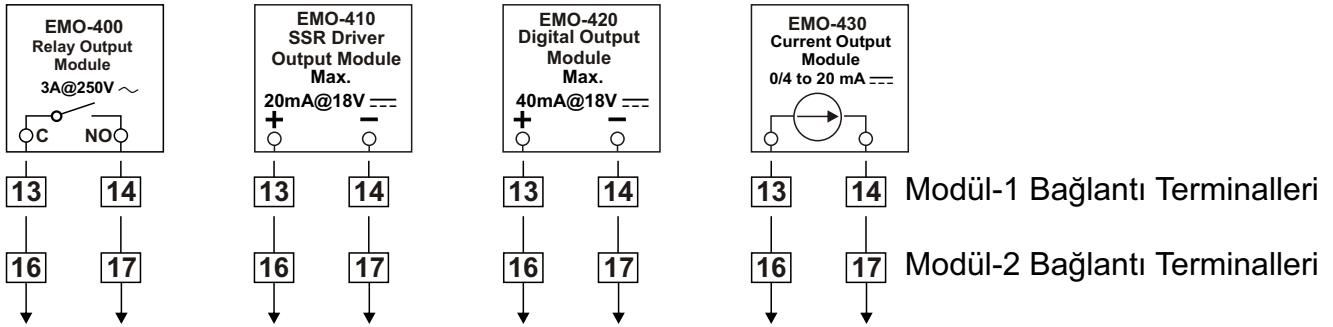 EMO-400
Relay Output
Module
3A@250V
C NO
EMO-410
SSR Driver
Output Module
Max.
20mA@18V
+ −
EMO-420
Digital Output
Module
Max.
40mA@18V
+ −
EMO-430
Current Output
Module
0/4 to 20 mA
13 14 13 14 13 14 13 14 Modül-1 Bağlantı Terminalleri
16 17 16 17 16 17 16 17 Modül-2 Bağlantı Terminalleri